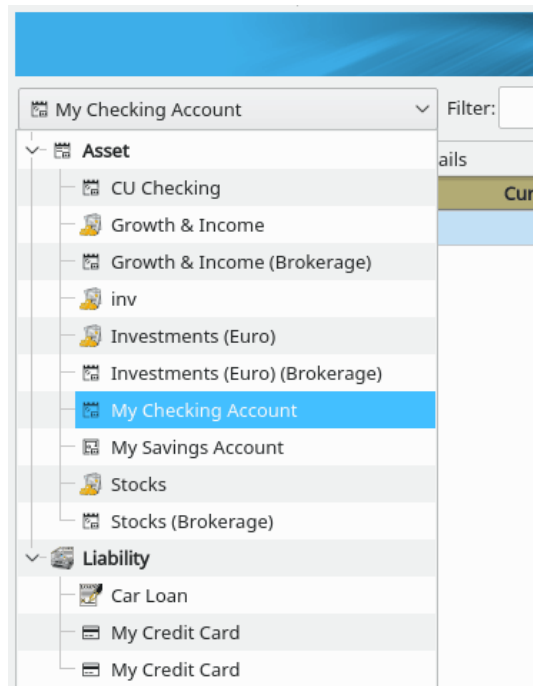 My Checking Account
Filter:
Asset
ails
CU Checking
Cur
Growth & Income
Growth & Income (Brokerage)
inv
Investments (Euro)
Investments (Euro) (Brokerage)
My Checking Account
My Savings Account
Stocks
Stocks (Brokerage)
Liability
Car Loan
My Credit Card
My Credit Card